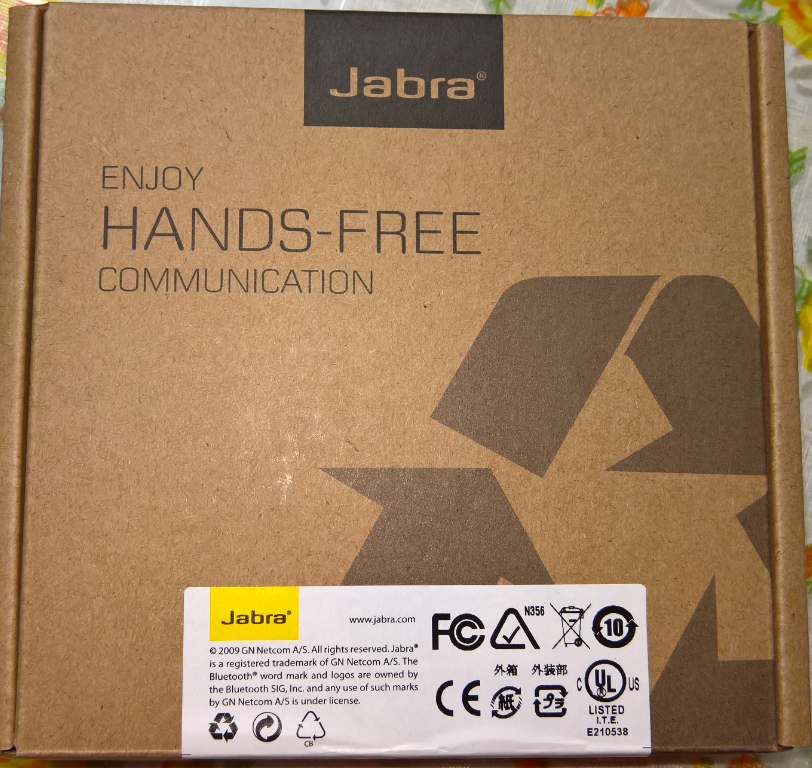 Jabra®
ENJOY
HANDS-FREE
COMMUNICATION
Jabra®
www.jabra.com
© 2009 GN Netcom A/S. All rights reserved. Jabra®
is a registered trademark of GN Netcom A/S. The
Bluetooth® word mark and logos are owned by
the Bluetooth SIG, Inc. and any use of such marks
by GN Netcom A/S is under license.
CB
FC
N356
10
CE
外箱
紙
外装部
プラ
C UL US
LISTED
I.T.E.
E210538